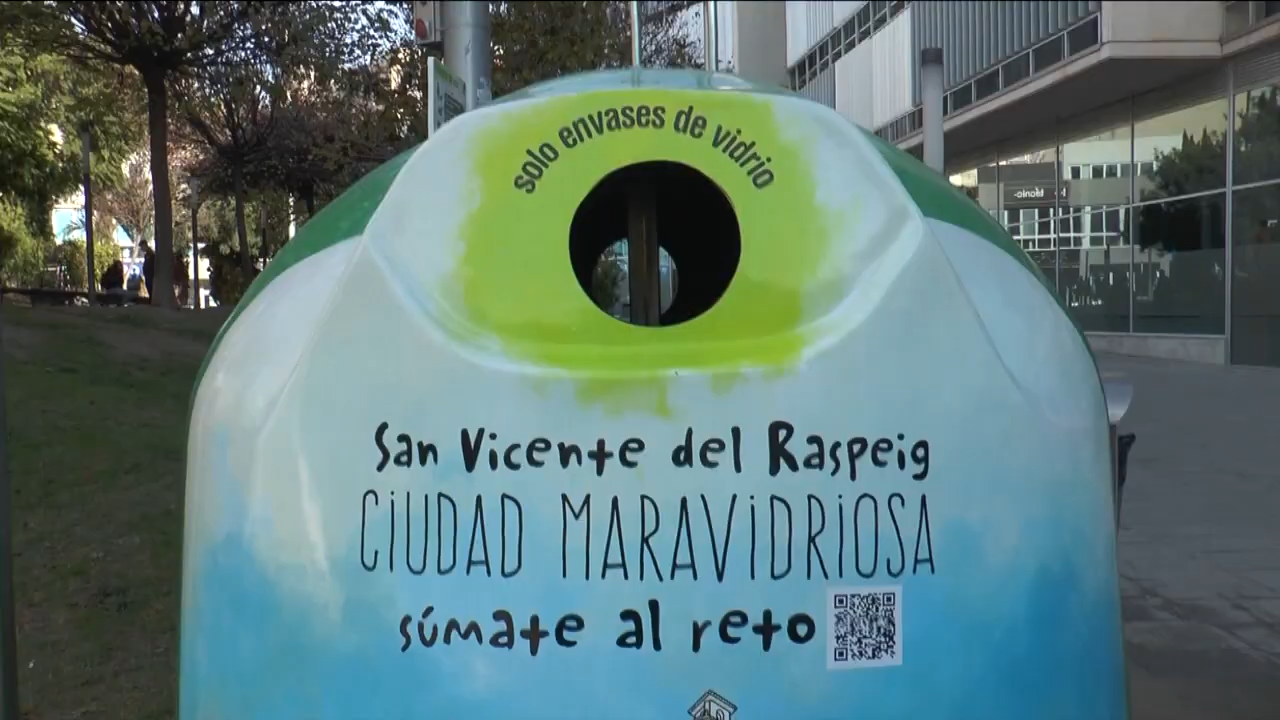 solo envases de vidrio
San Vicente del Raspeig
CiUDAD MARAViDRiOSA
súmate al reto